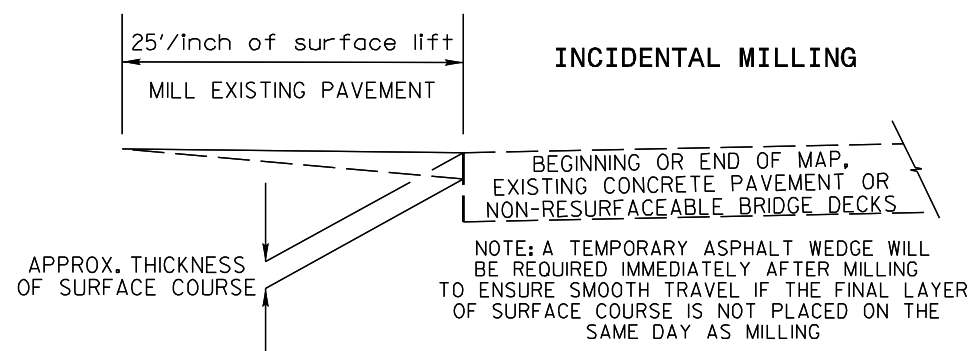 25'/inch of surface lift
INCIDENTAL MILLING
MILL EXISTING PAVEMENT
BEGINNING OR END OF MAP,
EXISTING CONCRETE PAVEMENT OR
NON-RESURFACEABLE BRIDGE DECKS
APPROX. THICKNESS
OF SURFACE COURSE
NOTE: A TEMPORARY ASPHALT WEDGE WILL
BE REQUIRED IMMEDIATELY AFTER MILLING
TO ENSURE SMOOTH TRAVEL IF THE FINAL LAYER
OF SURFACE COURSE IS NOT PLACED ON THE
SAME DAY AS MILLING